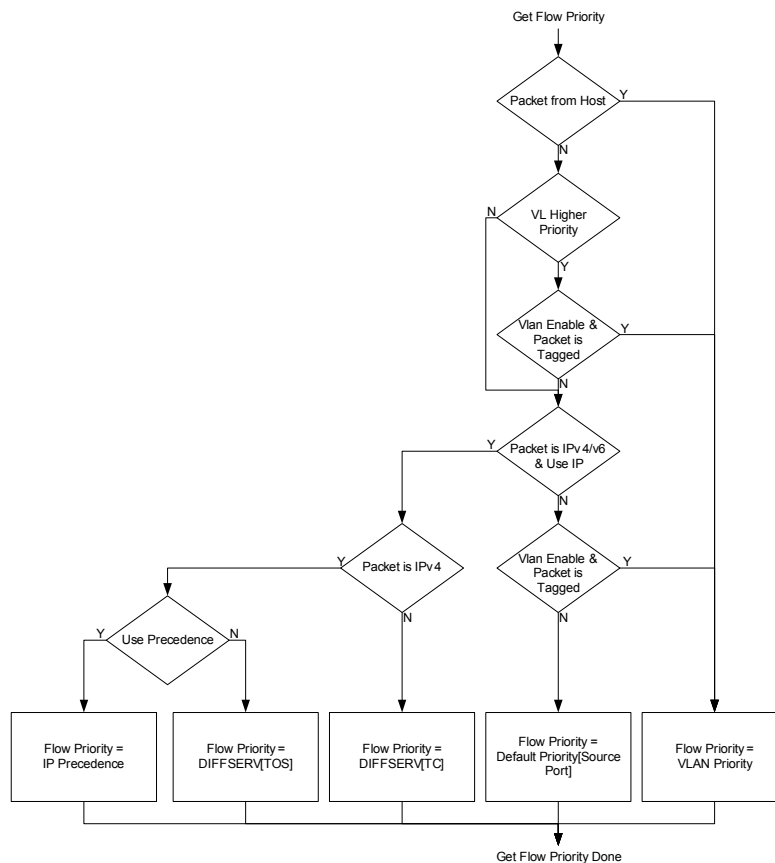 Get Flow Priority
Packet from Host
Y
N
N
VL Higher
Priority
Y
Vlan Enable &
Packet is
Tagged
Y
N
Y
Packet is IPv4/v6
& Use IP
N
Y
Packet is IPv4
N
Vlan Enable &
Packet is
Tagged
Y
N
Y
Use Precedence
N
Flow Priority =
IP Precedence
Flow Priority =
DIFFSERV[TOS]
Flow Priority =
DIFFSERV[TC]
Flow Priority =
Default Priority[Source
Port]
Flow Priority =
VLAN Priority
Get Flow Priority Done